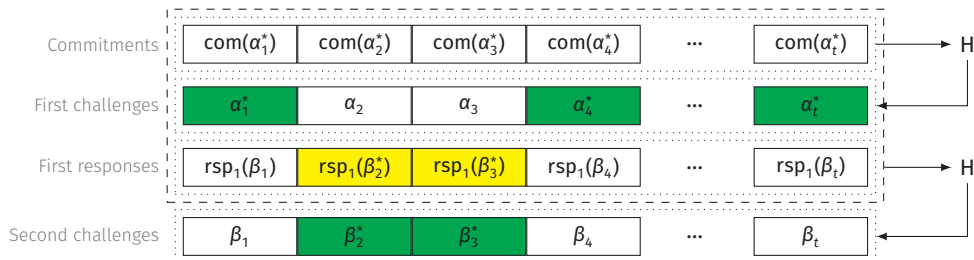 Commitments com(α₁*) com(α₂*) com(α₃*) com(α₄*) ... com(αₜ*) H
First challenges α₁* α₂ α₃ α₄* ... αₜ*
First responses rsp₁(β₁) rsp₁(β₂*) rsp₁(β₃*) rsp₁(β₄) ... rsp₁(βₜ) H
Second challenges β₁ β₂* β₃* β₄ ... βₜ